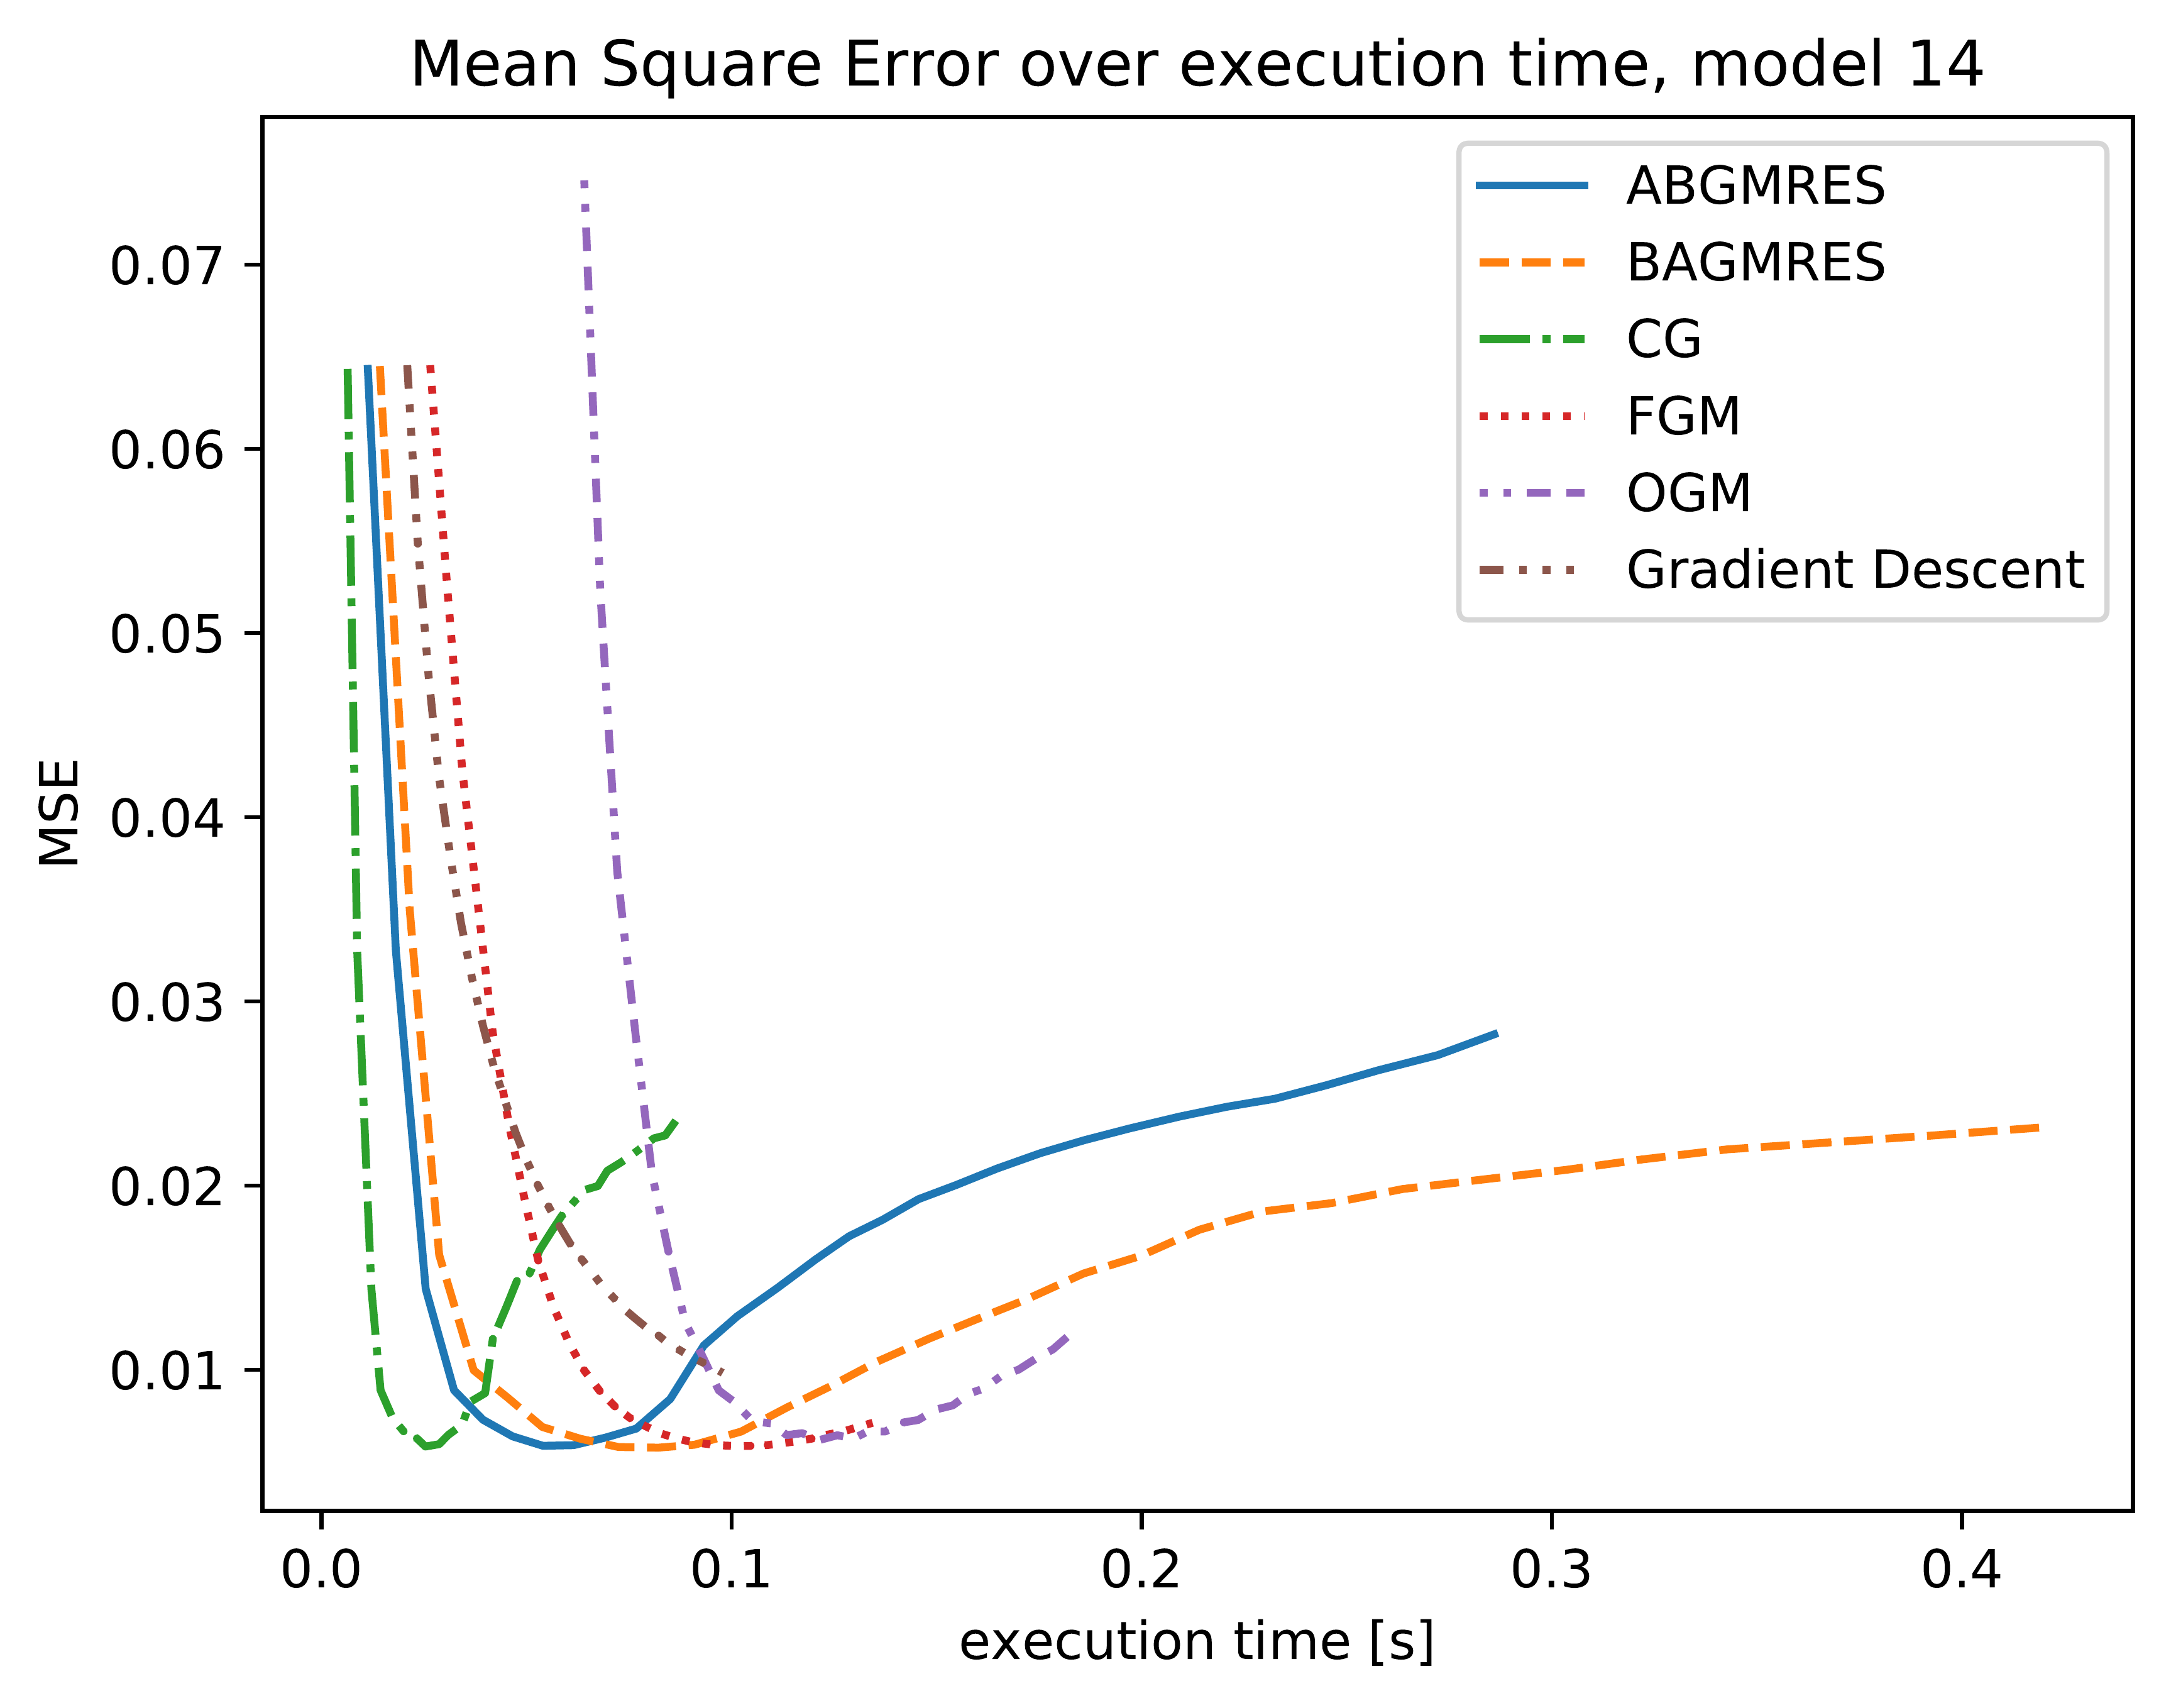 Mean Square Error over execution time, model 14
ABGMRES
BAGMRES
CG
FGM
OGM
Gradient Descent
0.07
0.06
0.05
0.04
0.03
0.02
0.01
MSE
0.0 0.1 0.2 0.3 0.4
execution time [s]